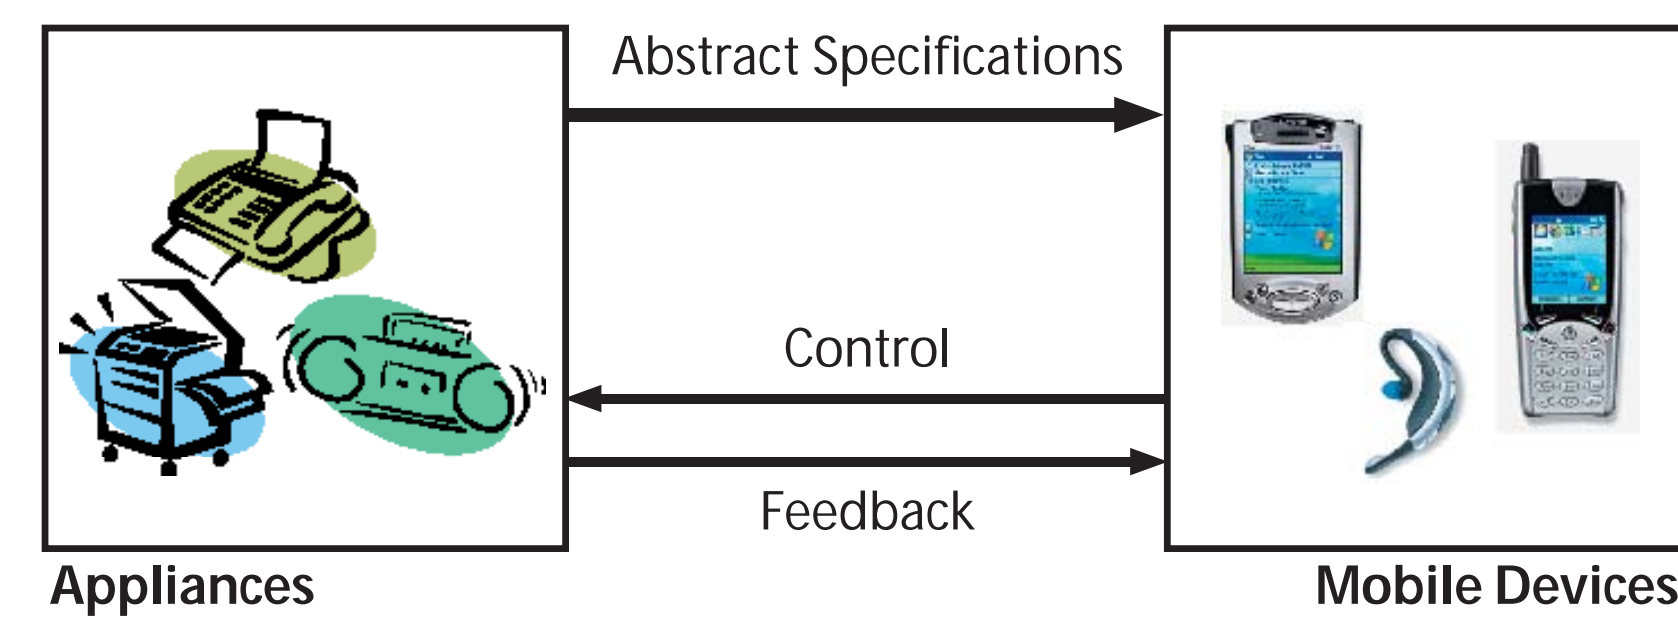 Abstract Specifications
Control
Feedback
Appliances
Mobile Devices